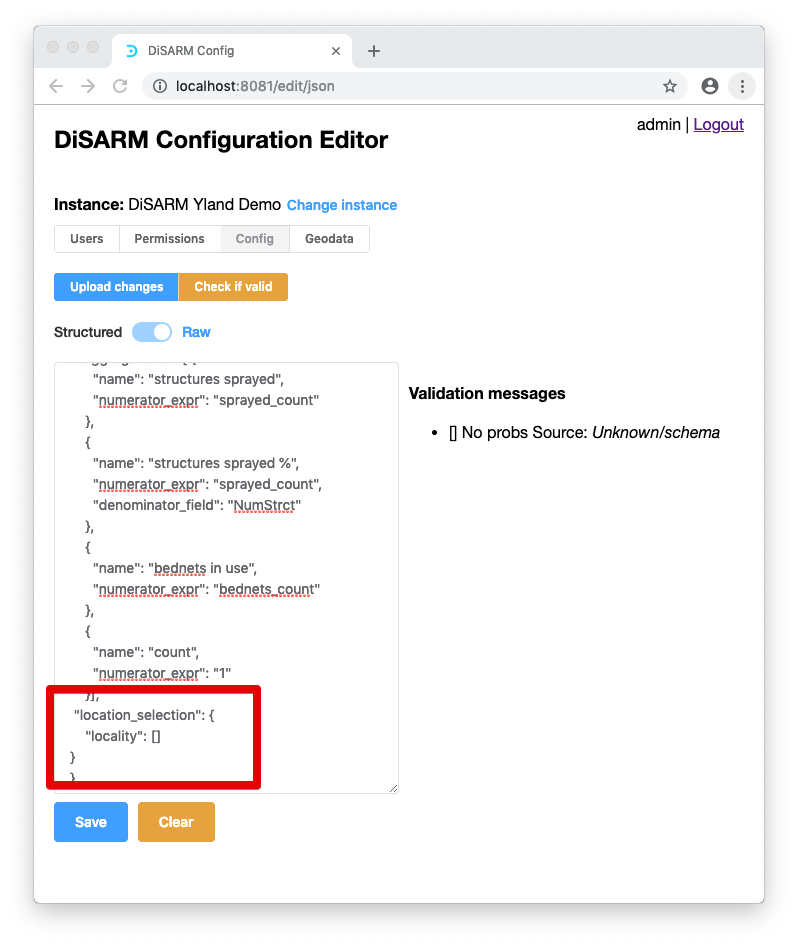 DiSARM Config
localhost:8081/edit/json
admin | Logout
DiSARM Configuration Editor
Instance: DiSARM Yland Demo Change instance
Users Permissions Config Geodata
Upload changes Check if valid
Structured Raw
"name": "structures sprayed",
"numerator_expr": "sprayed_count"
},
{
"name": "structures sprayed %",
"numerator_expr": "sprayed_count",
"denominator_field": "NumStrct"
},
{
"name": "bednets in use",
"numerator_expr": "bednets_count"
},
{
"name": "count",
"numerator_expr": "1"
}],
"location_selection": {
"locality": []
}
}
Validation messages
• [] No probs Source: Unknown/schema
Save Clear